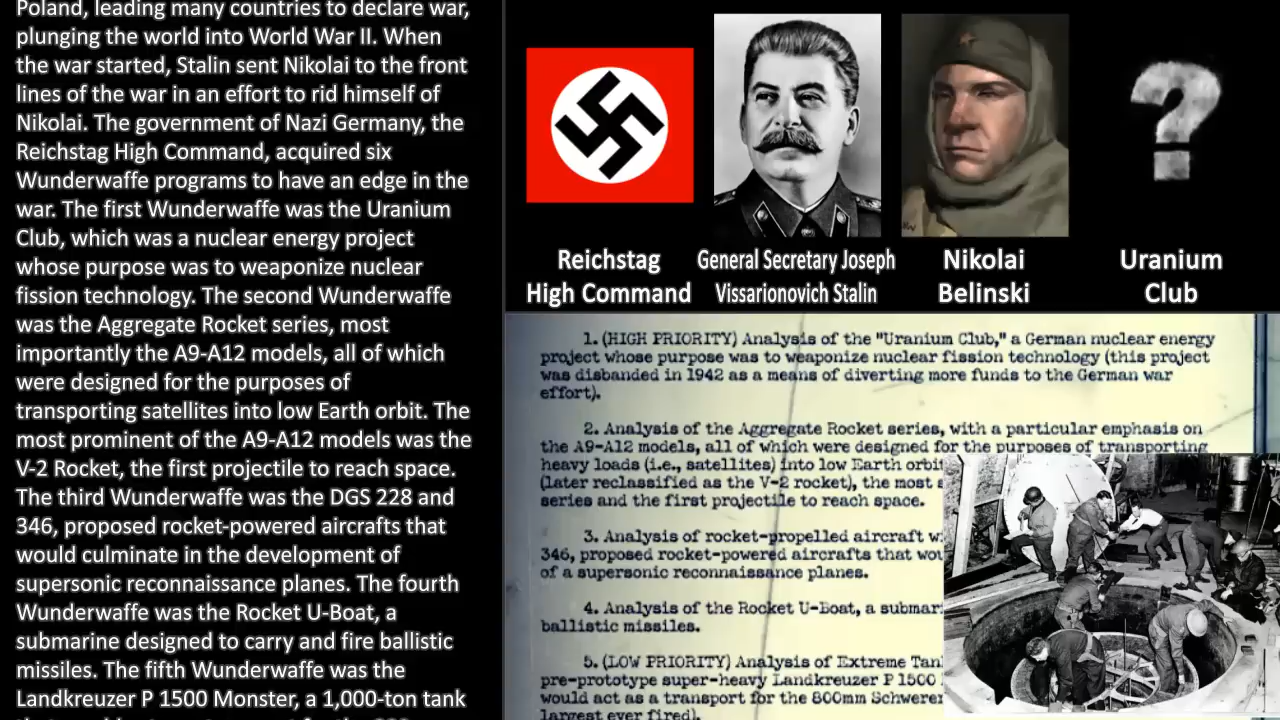 Poland, leading many countries to declare war,
plunging the world into World War II. When
the war started, Stalin sent Nikolai to the front
lines of the war in an effort to rid himself of
Nikolai. The government of Nazi Germany, the
Reichstag High Command, acquired six
Wunderwaffe programs to have an edge in the
war. The first Wunderwaffe was the Uranium
Club, which was a nuclear energy project
whose purpose was to weaponize nuclear
fission technology. The second Wunderwaffe
was the Aggregate Rocket series, most
importantly the A9-A12 models, all of which
were designed for the purposes of
transporting satellites into low Earth orbit. The
most prominent of the A9-A12 models was the
V-2 Rocket, the first projectile to reach space.
The third Wunderwaffe was the DGS 228 and
346, proposed rocket-powered aircrafts that
would culminate in the development of
supersonic reconnaissance planes. The fourth
Wunderwaffe was the Rocket U-Boat, a
submarine designed to carry and fire ballistic
missiles. The fifth Wunderwaffe was the
Landkreuzer P 1500 Monster, a 1,000-ton tank
Reichstag
High Command
General Secretary Joseph
Vissarionovich Stalin
Nikolai
Belinski
?
Uranium
Club
1. (HIGH PRIORITY) Analysis of the "Uranium Club," a German nuclear energy
project whose purpose was to weaponize nuclear fission technology (this project
was disbanded in 1942 as a means of diverting more funds to the German war
effort).
2. Analysis of the Aggregate Rocket series, with a particular emphasis on
the A9-A12 models, all of which were designed for the purposes of transporting
heavy loads (i.e., satellites) into low Earth orbit
(later reclassified as the V-2 rocket), the most
series and the first projectile to reach space.
3. Analysis of rocket-propelled aircraft
346, proposed rocket-powered aircrafts that
of a supersonic reconnaissance planes.
4. Analysis of the Rocket U-Boat, a
ballistic missiles.
5. (LOW PRIORITY) Analysis of Extreme
pre-prototype super-heavy Landkreuzer P 1500
would act as a transport for the 800mm
largest ever fired).